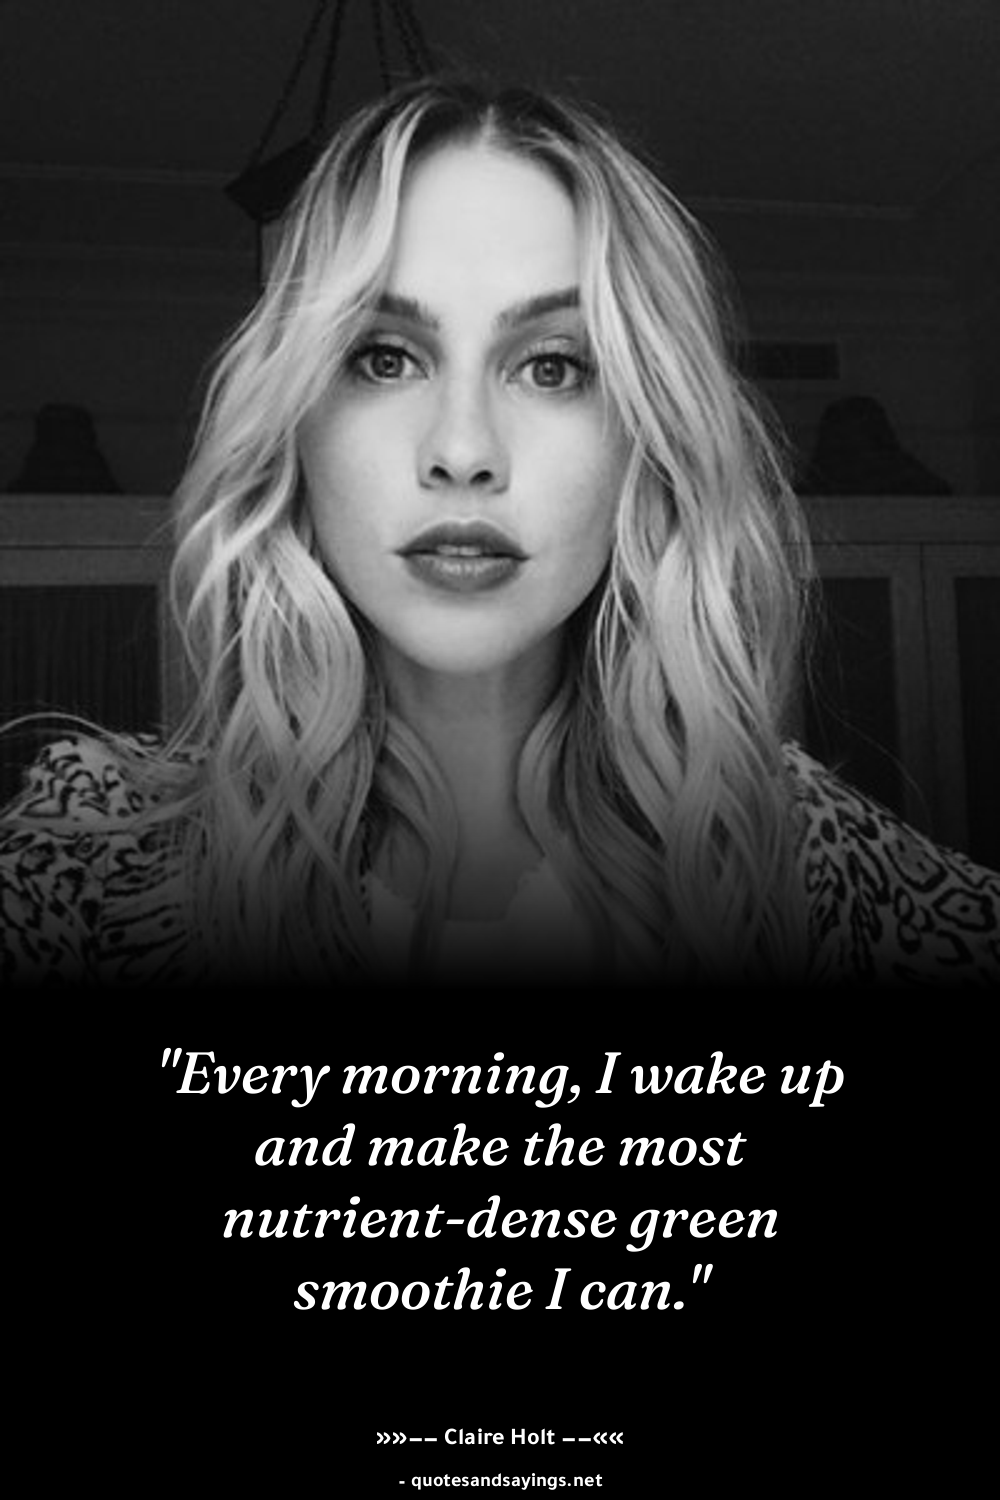 "Every morning, I wake up
and make the most
nutrient-dense green
smoothie I can."
»»–– Claire Holt ––««
- quotesandsayings.net